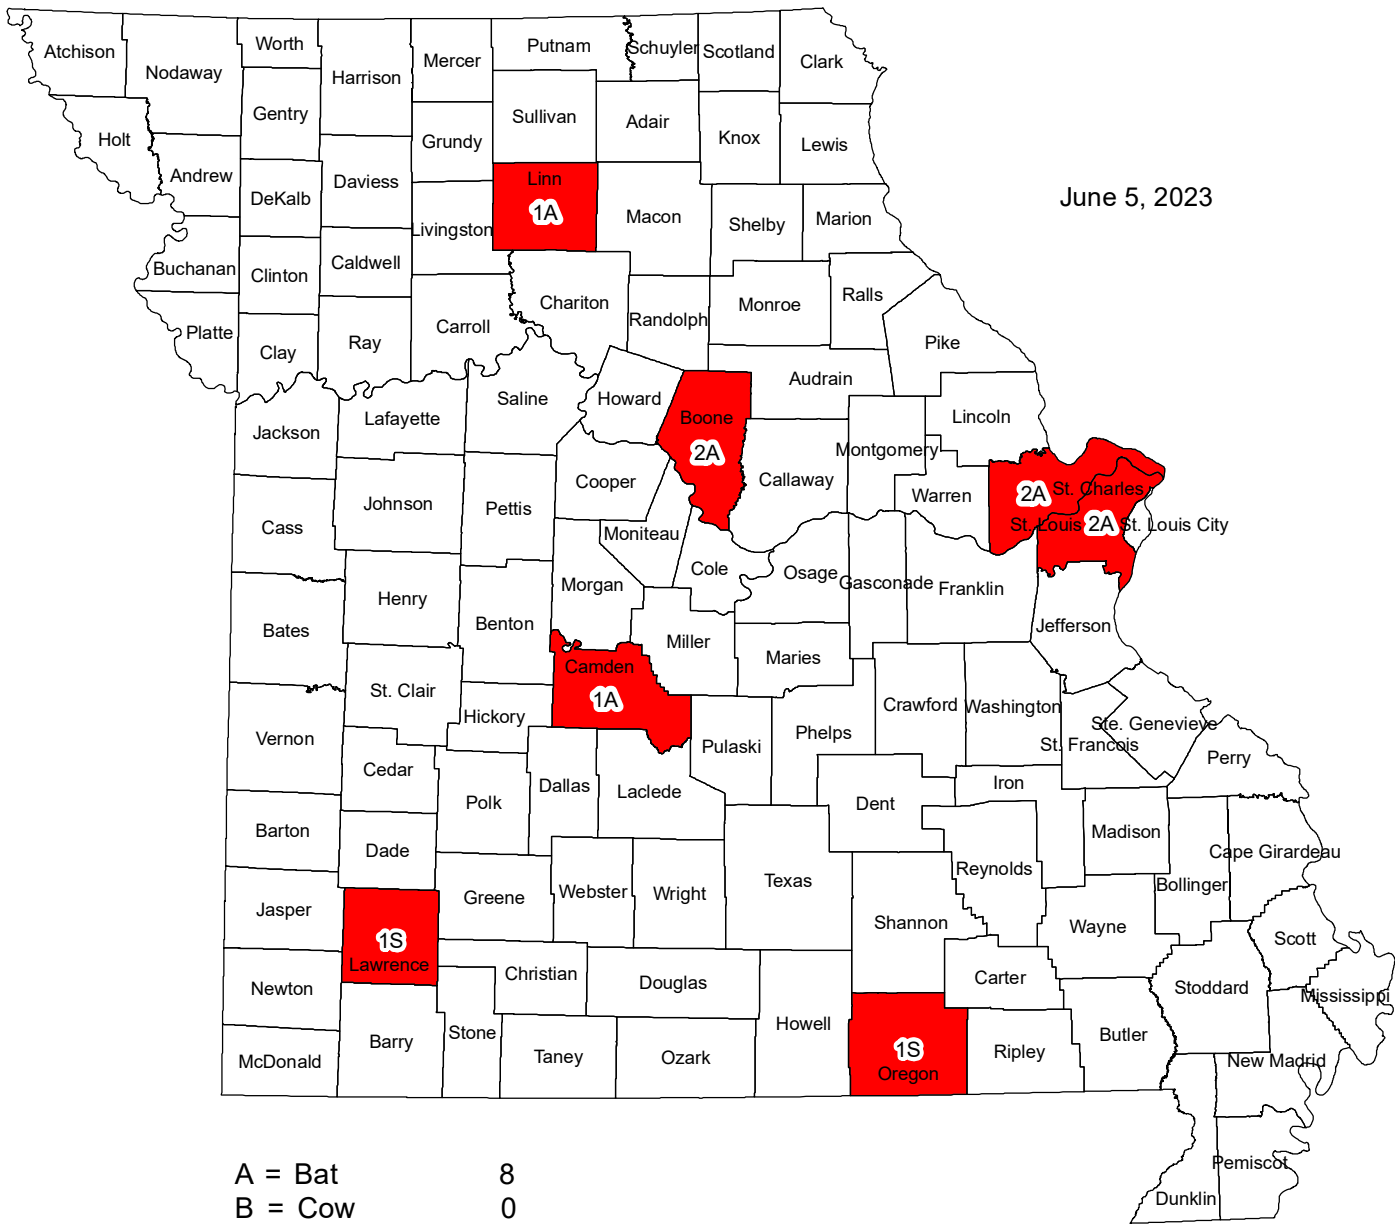 Atchison
Nodaway
Worth
Harrison
Mercer
Putnam
Schuyler
Scotland
Clark
Holt
Andrew
Gentry
DeKalb
Daviess
Grundy
Sullivan
Adair
Knox
Lewis
Linn
1A
Livingston
Macon
Shelby
Marion
June 5, 2023
Buchanan
Clinton
Caldwell
Platte
Clay
Ray
Carroll
Chariton
Randolph
Monroe
Ralls
Pike
Audrain
Jackson
Lafayette
Saline
Howard
Boone
2A
Callaway
Montgomery
Lincoln
Warren
2A
St. Charles
St. Louis
2A
St. Louis City
Cass
Johnson
Pettis
Cooper
Moniteau
Cole
Osage
Gasconade
Franklin
Jefferson
Bates
Henry
Benton
Morgan
Miller
Maries
Camden
1A
Vernon
St. Clair
Hickory
Pulaski
Phelps
Crawford
Washington
Ste. Genevieve
St. Francois
Perry
Cedar
Polk
Dallas
Laclede
Dent
Iron
Barton
Dade
Madison
Cape Girardeau
Bollinger
Jasper
Greene
Webster
Wright
Texas
Reynolds
Shannon
Wayne
Scott
1S
Lawrence
Newton
Christian
Douglas
Carter
Stoddard
Mississippi
McDonald
Barry
Stone
Taney
Ozark
Howell
1S
Oregon
Ripley
Butler
New Madrid
Pemiscot
Dunklin
A = Bat 8
B = Cow 0